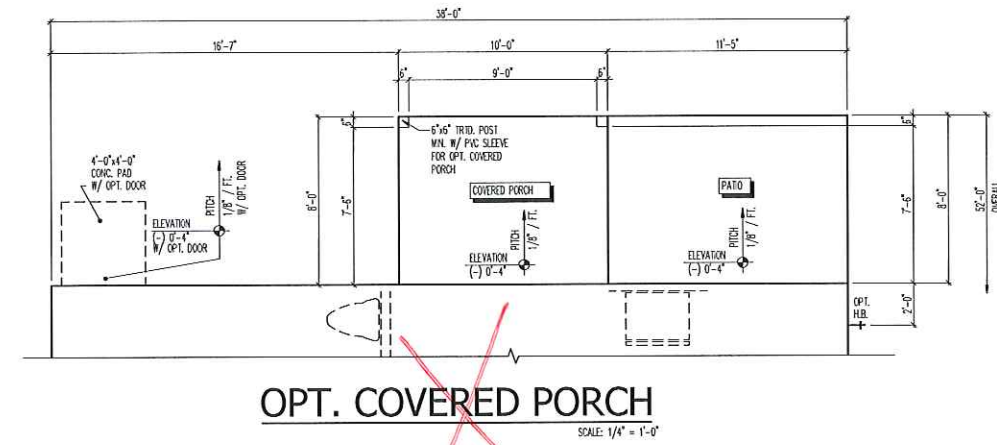 38'-0"
16'-7" 10'-0" 11'-5"
6" 9'-0" 6"
6"
6"x6" TRTD. POST
MIN. W/ PVC SLEEVE
FOR OPT. COVERED
PORCH
6"
4'-0"x4'-0"
CONC. PAD
W/ OPT. DOOR
PITCH
1/8" / FT.
W/ OPT. DOOR
8'-0"
7'-6"
COVERED PORCH
PATIO
7'-6"
8'-0"
52'-0"
OVERALL
ELEVATION
(-) 0'-4"
W/ OPT. DOOR
PITCH
1/8" / FT.
ELEVATION
(-) 0'-4"
PITCH
1/8" / FT.
ELEVATION
(-) 0'-4"
OPT.
H.B.
2'-0"
OPT. COVERED PORCH
SCALE: 1/4" = 1'-0"